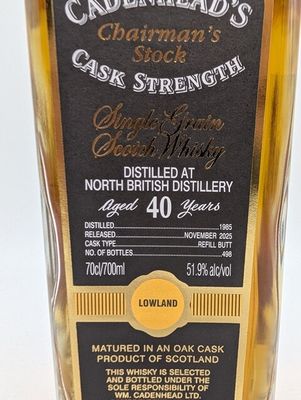 CADENHEAD'S
Chairman's
Stock
CASK STRENGTH
Single Grain
Scotch Whisky
DISTILLED AT
NORTH BRITISH DISTILLERY
Aged 40 Years
DISTILLED 1985
RELEASED NOVEMBER 2025
CASK TYPE REFILL BUTT
NO. OF BOTTLES 498
70cl/700ml 51.9% alc/vol
LOWLAND
MATURED IN AN OAK CASK
PRODUCT OF SCOTLAND
THIS WHISKY IS SELECTED
AND BOTTLED UNDER THE
SOLE RESPONSIBILITY OF
WM. CADENHEAD LTD.